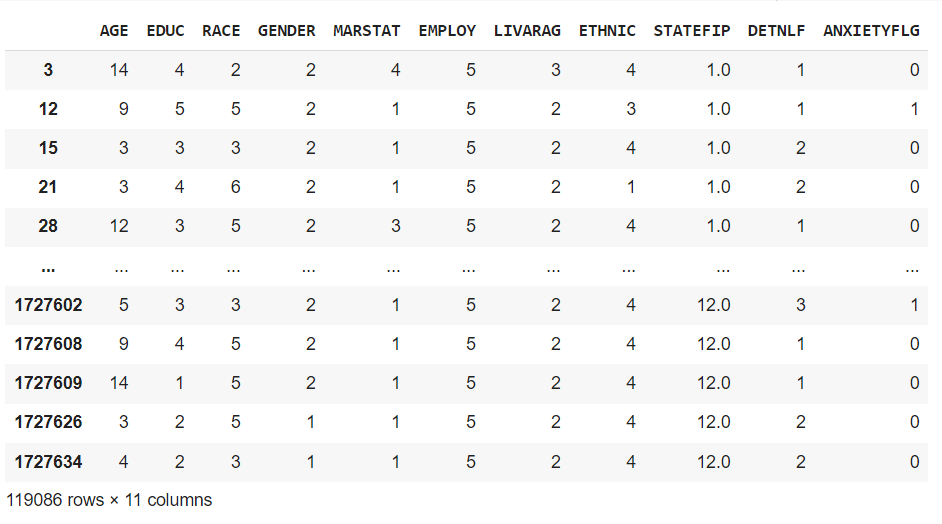 AGE EDUC RACE GENDER MARSTAT EMPLOY LIVARAG ETHNIC STATEFIP DETNLF ANXIETYFLG
3 14 4 2 2 4 5 3 4 1.0 1 0
12 9 5 5 2 1 5 2 3 1.0 1 1
15 3 3 3 2 1 5 2 4 1.0 2 0
21 3 4 6 2 1 5 2 1 1.0 2 0
28 12 3 5 2 3 5 2 4 1.0 1 0
... ... ... ... ... ... ... ... ... ... ... ...
1727602 5 3 3 2 1 5 2 4 12.0 3 1
1727608 9 4 5 2 1 5 2 4 12.0 1 0
1727609 14 1 5 2 1 5 2 4 12.0 1 0
1727626 3 2 5 1 1 5 2 4 12.0 2 0
1727634 4 2 3 1 1 5 2 4 12.0 2 0
119086 rows × 11 columns